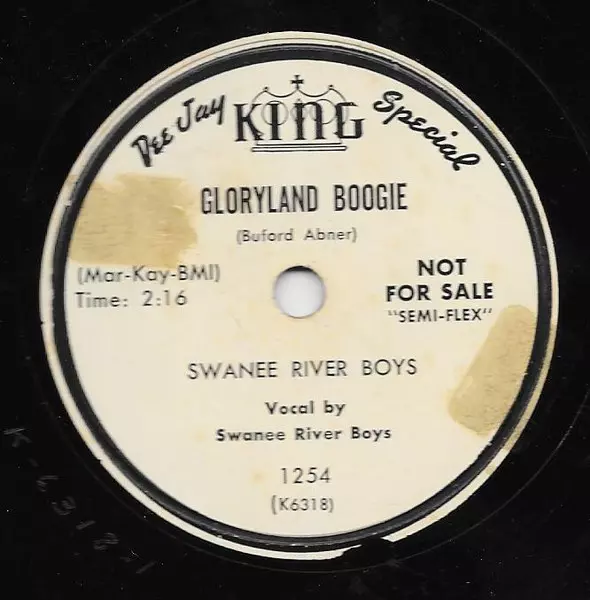 Dee Jay KING Special
GLORYLAND BOOGIE
(Buford Abner)
(Mar-Kay-BMI)
Time: 2:16
NOT
FOR SALE
"SEMI-FLEX"
SWANEE RIVER BOYS
Vocal by
Swanee River Boys
1254
(K6318)
K-6318-1